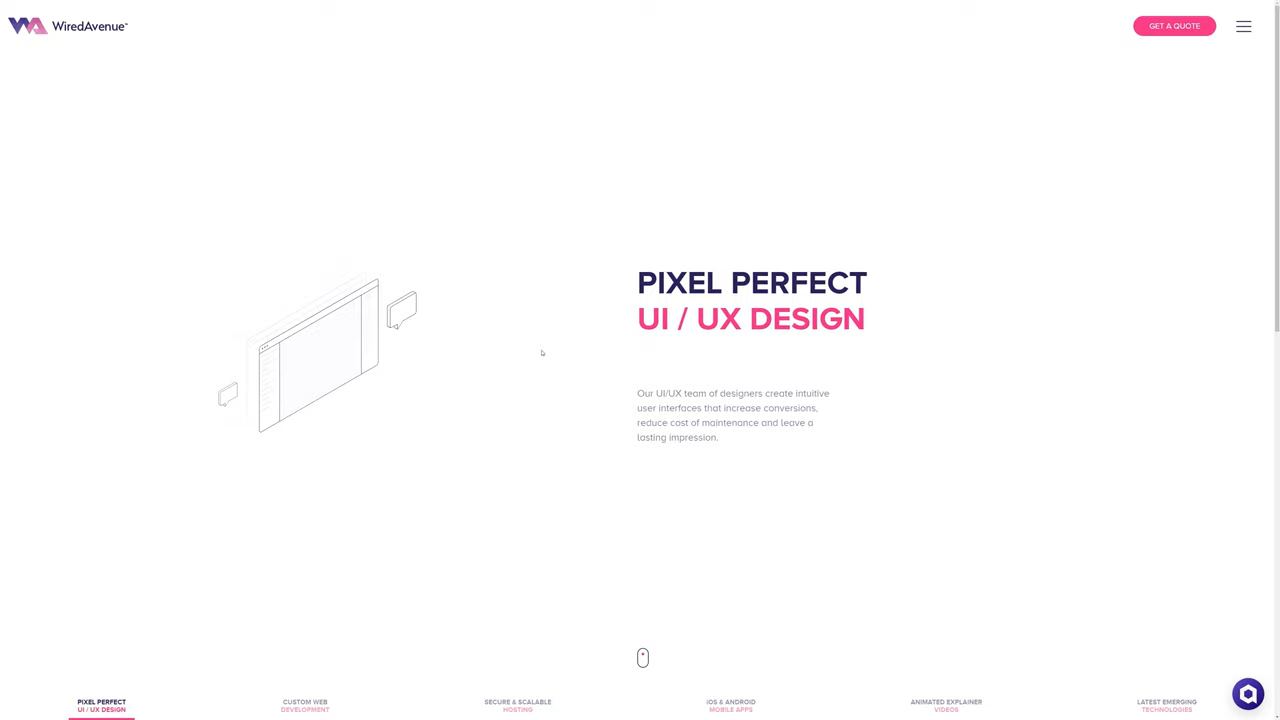 WiredAvenue™
GET A QUOTE
PIXEL PERFECT
UI / UX DESIGN
Our UI/UX team of designers create intuitive
user interfaces that increase conversions,
reduce cost of maintenance and leave a
lasting impression.
PIXEL PERFECT
UI / UX DESIGN
CUSTOM WEB
DEVELOPMENT
SECURE & SCALABLE
HOSTING
iOS & ANDROID
MOBILE APPS
ANIMATED EXPLAINER
VIDEOS
LATEST EMERGING
TECHNOLOGIES